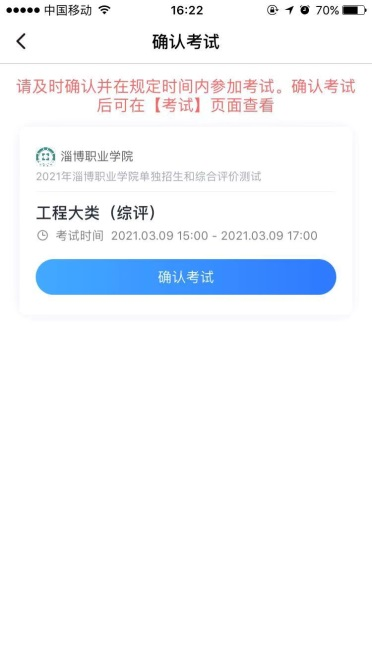 中国移动 16:22 70%
确认考试
请及时确认并在规定时间内参加考试。确认考试
后可在【考试】页面查看
淄博职业学院
2021年淄博职业学院单独招生和综合评价测试
工程大类（综评）
考试时间 2021.03.09 15:00 - 2021.03.09 17:00
确认考试